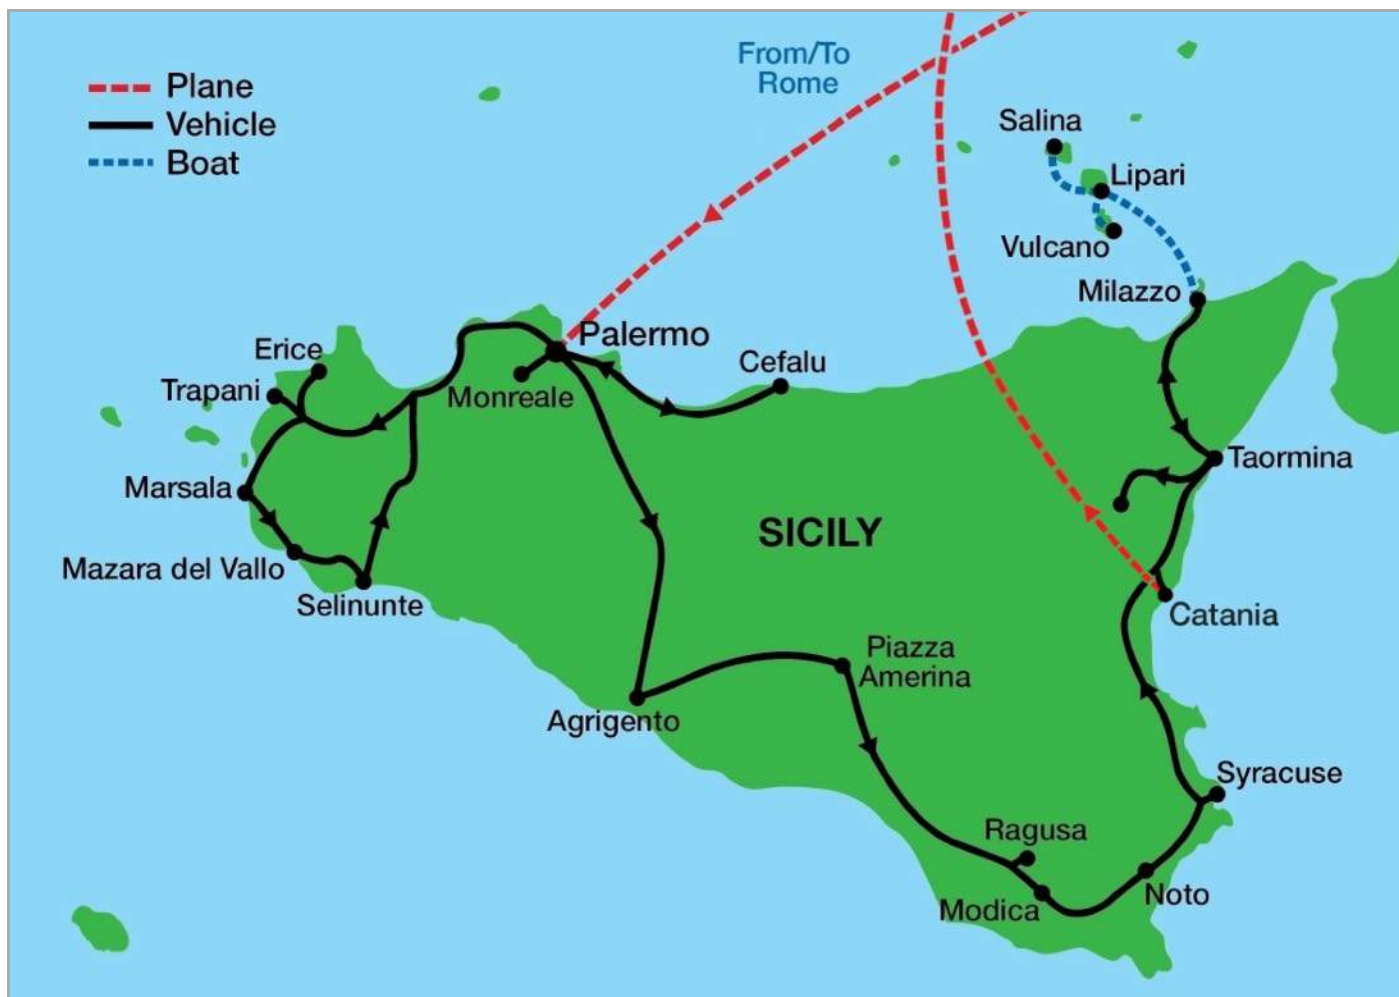 Plane
Vehicle
Boat
From/To
Rome
Salina
Lipari
Vulcano
Milazzo
Palermo
Erice
Cefalu
Trapani
Monreale
Taormina
Marsala
SICILY
Mazara del Vallo
Selinunte
Catania
Piazza
Amerina
Agrigento
Syracuse
Ragusa
Noto
Modica